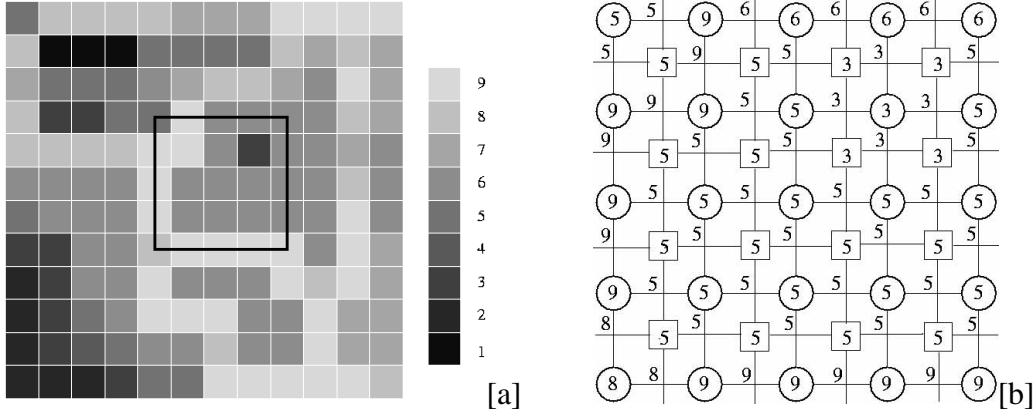 9
8
7
6
5
4
3
2
1
[a]
5 5 9 5 6 6 6 6 6
5 9 5 3 5
5 5 3 3
9 9 9 5 5 3 3 3 5
9 5 5 3 5
5 5 3 3
9 5 5 5 5 5 5 5 5
9 5 5 5 5
5 5 5 5
9 5 5 5 5 5 5 5 5
8 5 5 5 5
5 5 5 5
8 8 9 9 9 9 9 9 9
[b]